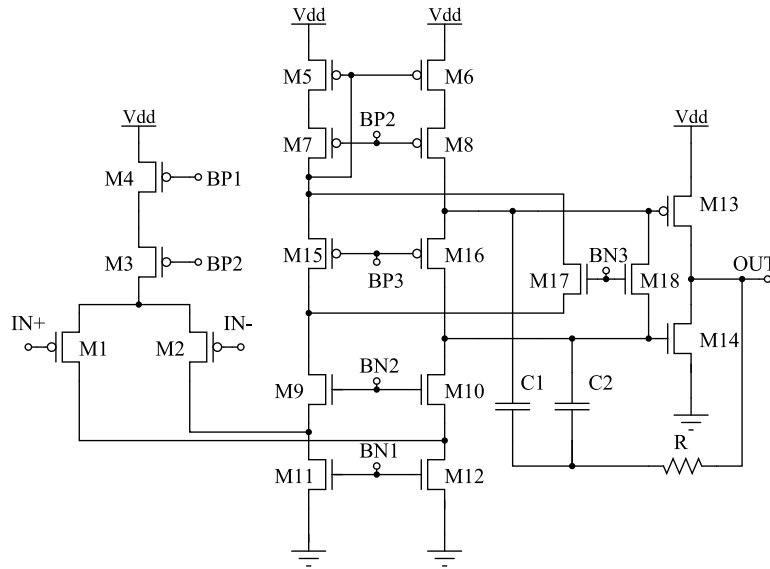 Vdd Vdd
M5 M6
BP2
Vdd M7 M8 Vdd
M4 BP1
M13
M3 BP2 M15 M16 BN3
BP3 M17 M18 OUT
IN+ IN-
M1 M2 M14
BN2
M9 M10 C1 C2
BN1 R
M11 M12